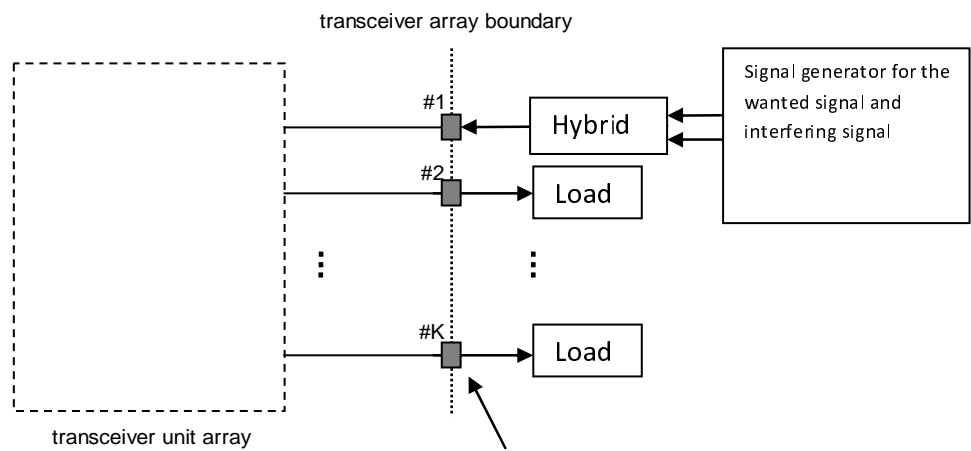 transceiver array boundary
#1
Hybrid
Signal generator for the
wanted signal and
interfering signal
#2
Load
#K
Load
transceiver unit array